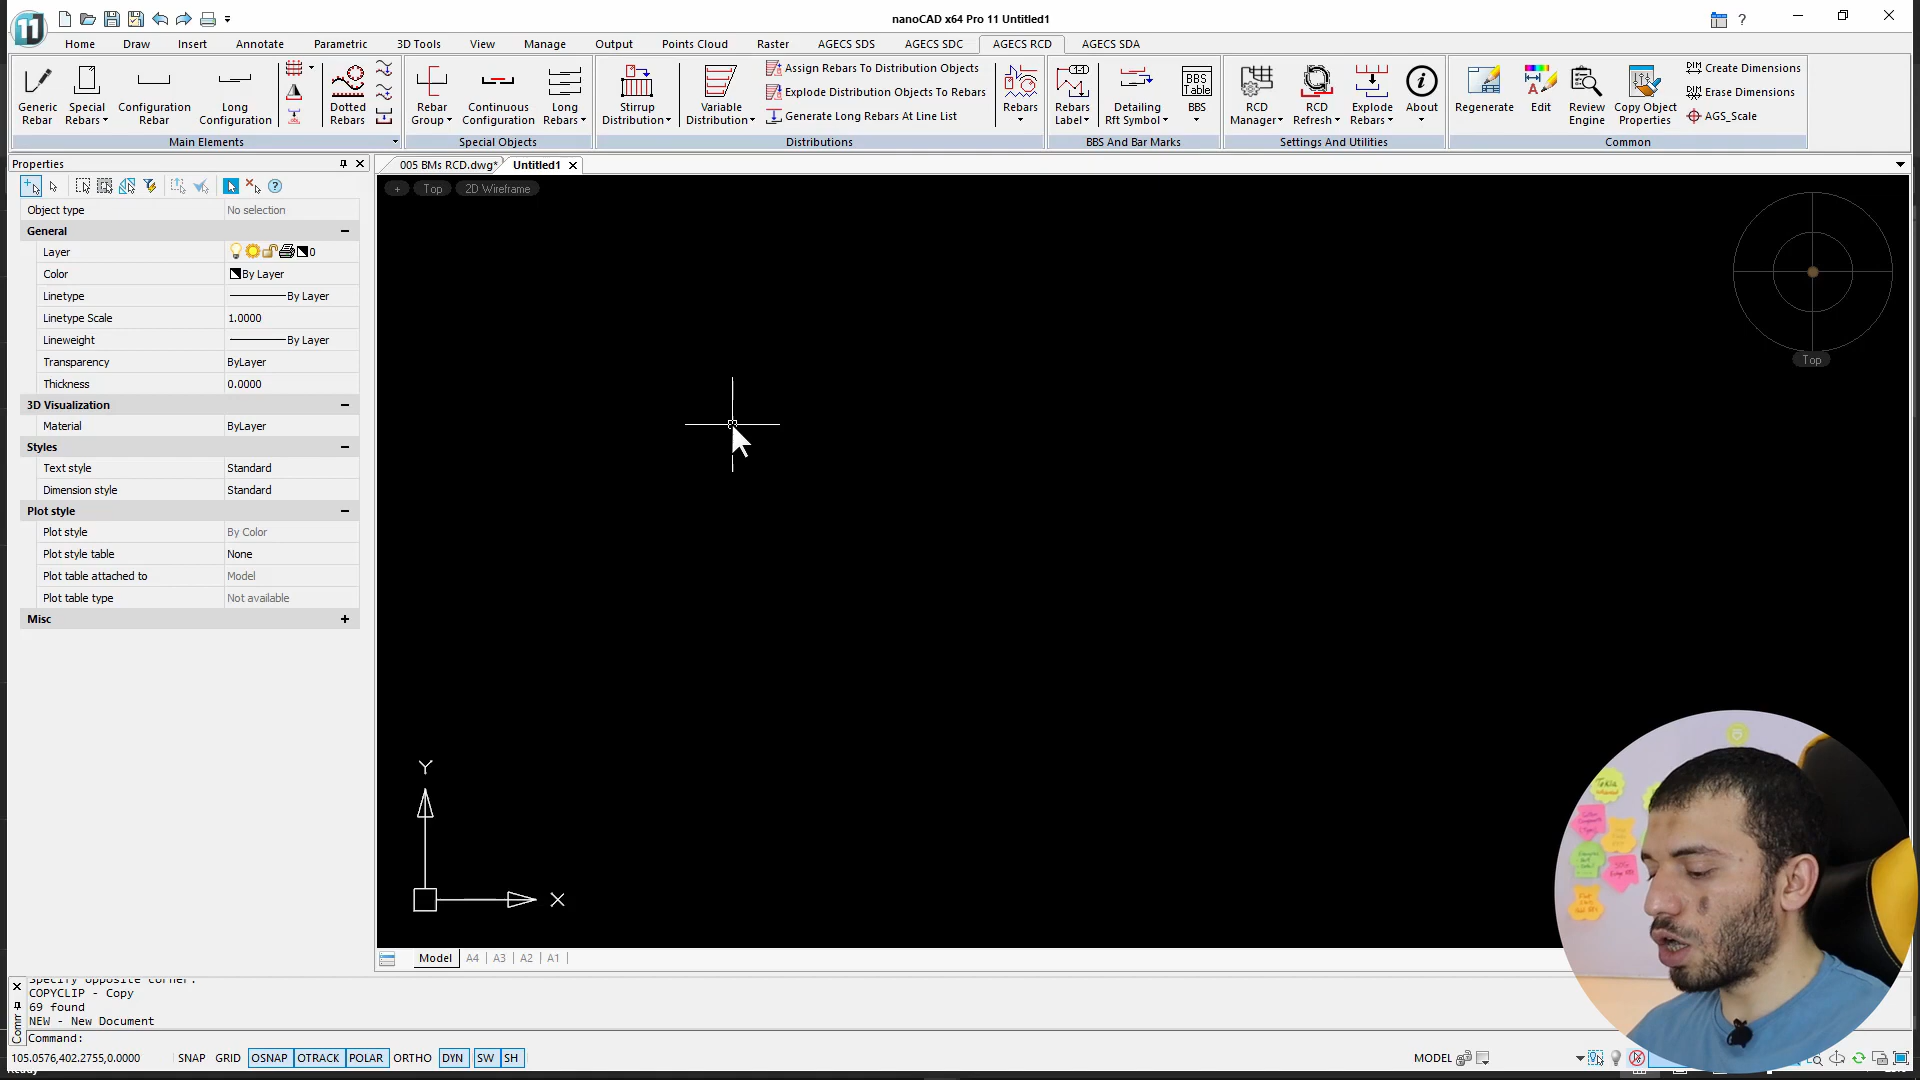 nanoCAD x64 Pro 11 Untitled1
Home Draw Insert Annotate Parametric 3D Tools View Manage Output Points Cloud Raster AGECS SDS AGECS SDC AGECS RCD AGECS SDA
Generic Rebar
Special Rebars
Configuration Rebar
Long Configuration
Dotted Rebars
Rebar Group
Continuous Configuration
Long Rebars
Stirrup Distribution
Variable Distribution
Assign Rebars To Distribution Objects
Explode Distribution Objects To Rebars
Generate Long Rebars At Line List
Rebars
Rebars Label
Detailing Rft Symbol
BBS Table
BBS
RCD Manager
RCD Refresh
Explode Rebars
About
Regenerate
Edit
Review Engine
Copy Object Properties
DIM Create Dimensions
DIM Erase Dimensions
AGS_Scale
Main Elements Special Objects Distributions BBS And Bar Marks Settings And Utilities Common
Properties
005 BMs RCD.dwg* Untitled1
+ Top 2D Wireframe
Object type No selection
General
Layer 0
Color By Layer
Linetype By Layer
Linetype Scale 1.0000
Lineweight By Layer
Transparency ByLayer
Thickness 0.0000
3D Visualization
Material ByLayer
Styles
Text style Standard
Dimension style Standard
Plot style
Plot style By Color
Plot style table None
Plot table attached to Model
Plot table type Not available
Misc
Top
Y
X
Model A4 A3 A2 A1
Specify opposite corner:
COPYCLIP - Copy
69 found
NEW - New Document
Command:
105.0576,402.2755,0.0000 SNAP GRID OSNAP OTRACK POLAR ORTHO DYN SW SH MODEL